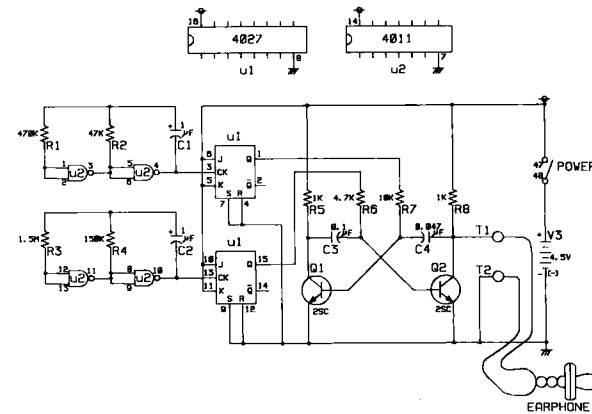 16
4027
8
u1
14
4011
7
u2
470K
R1
47K
R2
1
µF
C1
1
2
u2
3
5
6
u2
4
u1
6
J
Q
1
3
CK
5
K
Q
2
S
R
7
4
1K
R5
4.7K
R6
10K
R7
1K
R8
0.1
µF
C3
0.047
µF
C4
47
48
POWER
1.5M
R3
150K
R4
1
µF
C2
12
13
u2
11
8
9
u2
10
u1
10
J
Q
15
13
CK
11
K
Q
14
S
R
9
12
Q1
2SC
Q2
2SC
T1
T2
+
V3
4.5V
(-)
EARPHONE